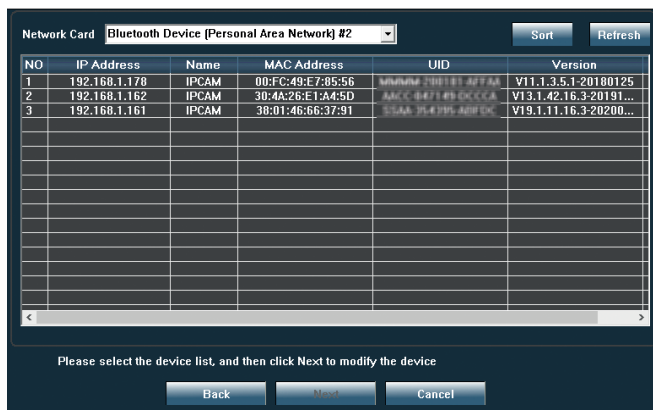 Network Card Bluetooth Device (Personal Area Network) #2 Sort Refresh
NO IP Address Name MAC Address UID Version
1 192.168.1.178 IPCAM 00:FC:49:E7:85:56 V11.1.3.5.1-20180125
2 192.168.1.162 IPCAM 30:4A:26:E1:A4:5D V13.1.42.16.3-20191...
3 192.168.1.161 IPCAM 38:01:46:66:37:91 V19.1.11.16.3-20200...
Please select the device list, and then click Next to modify the device
Back Next Cancel